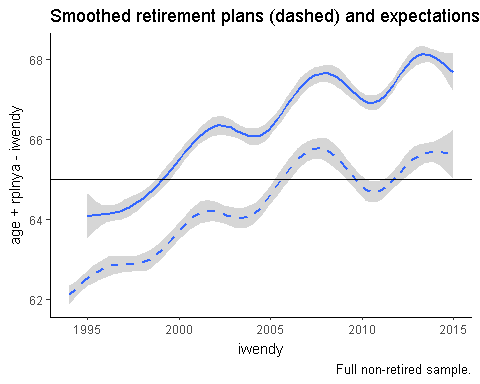 Smoothed retirement plans (dashed) and expectations
age + rplnya - iwendy
68
66
64
62
1995
2000
2005
2010
2015
iwendy
Full non-retired sample.